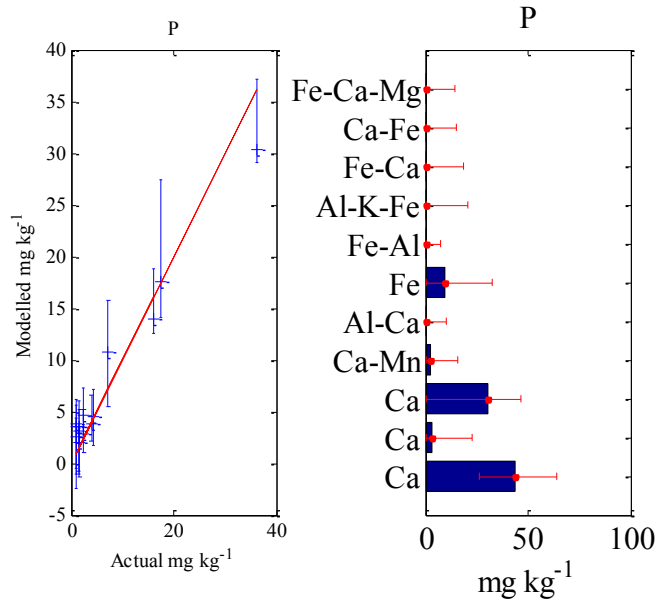 P
40
35
30
25
20
15
10
5
0
-5
0 20 40
Modelled mg kg⁻¹
Actual mg kg⁻¹
P
Fe-Ca-Mg
Ca-Fe
Fe-Ca
Al-K-Fe
Fe-Al
Fe
Al-Ca
Ca-Mn
Ca
Ca
Ca
0 50 100
mg kg⁻¹